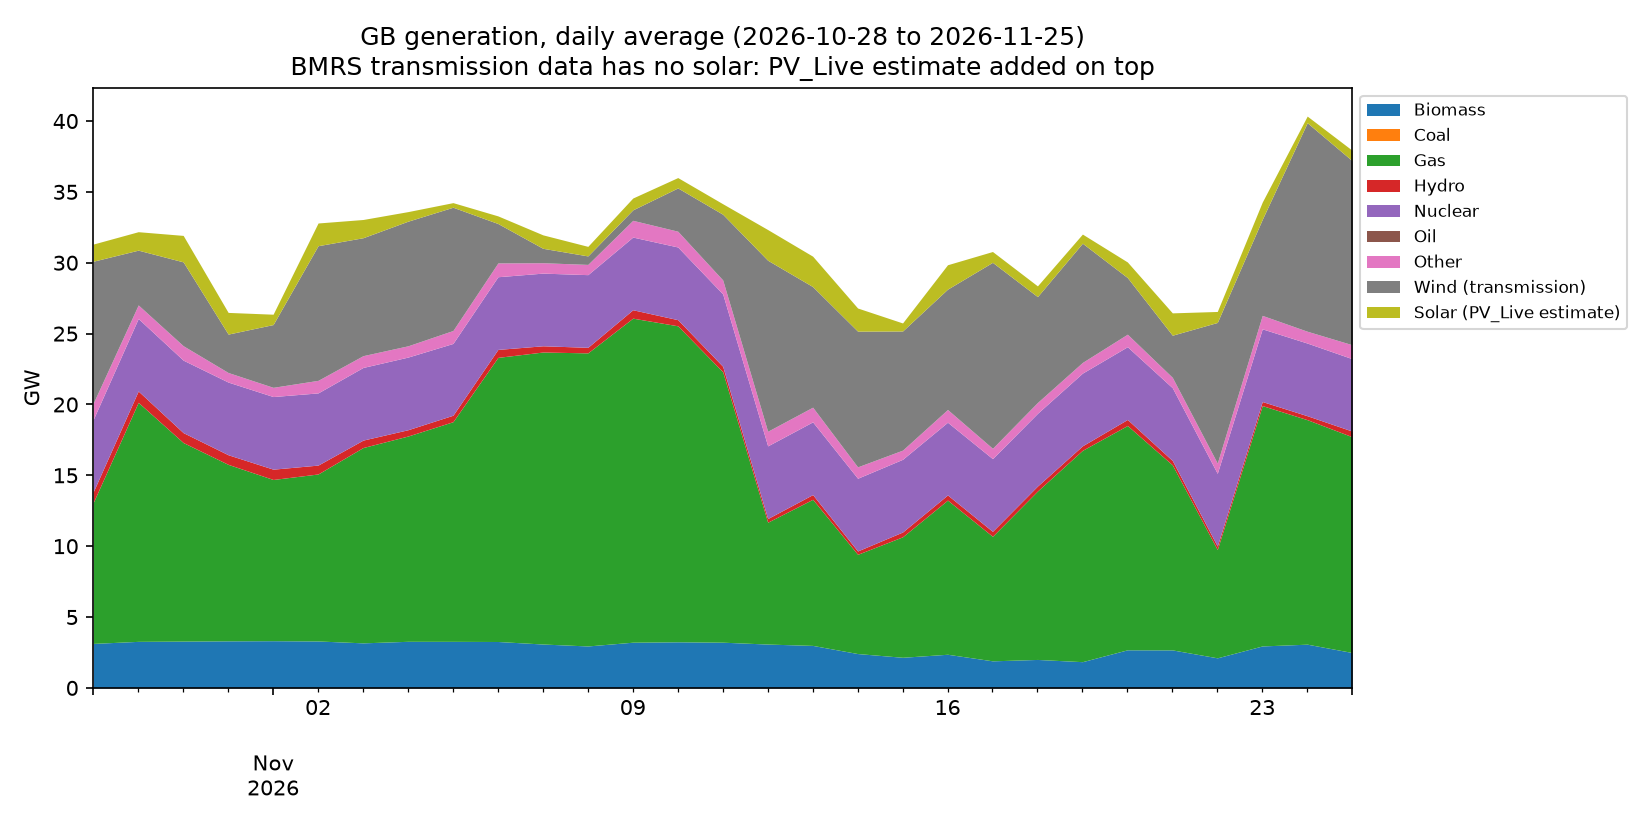 GB generation, daily average (2026-10-28 to 2026-11-25)
BMRS transmission data has no solar: PV_Live estimate added on top
GW
40
35
30
25
20
15
10
5
0
02
09
16
23
Nov
2026
Biomass
Coal
Gas
Hydro
Nuclear
Oil
Other
Wind (transmission)
Solar (PV_Live estimate)